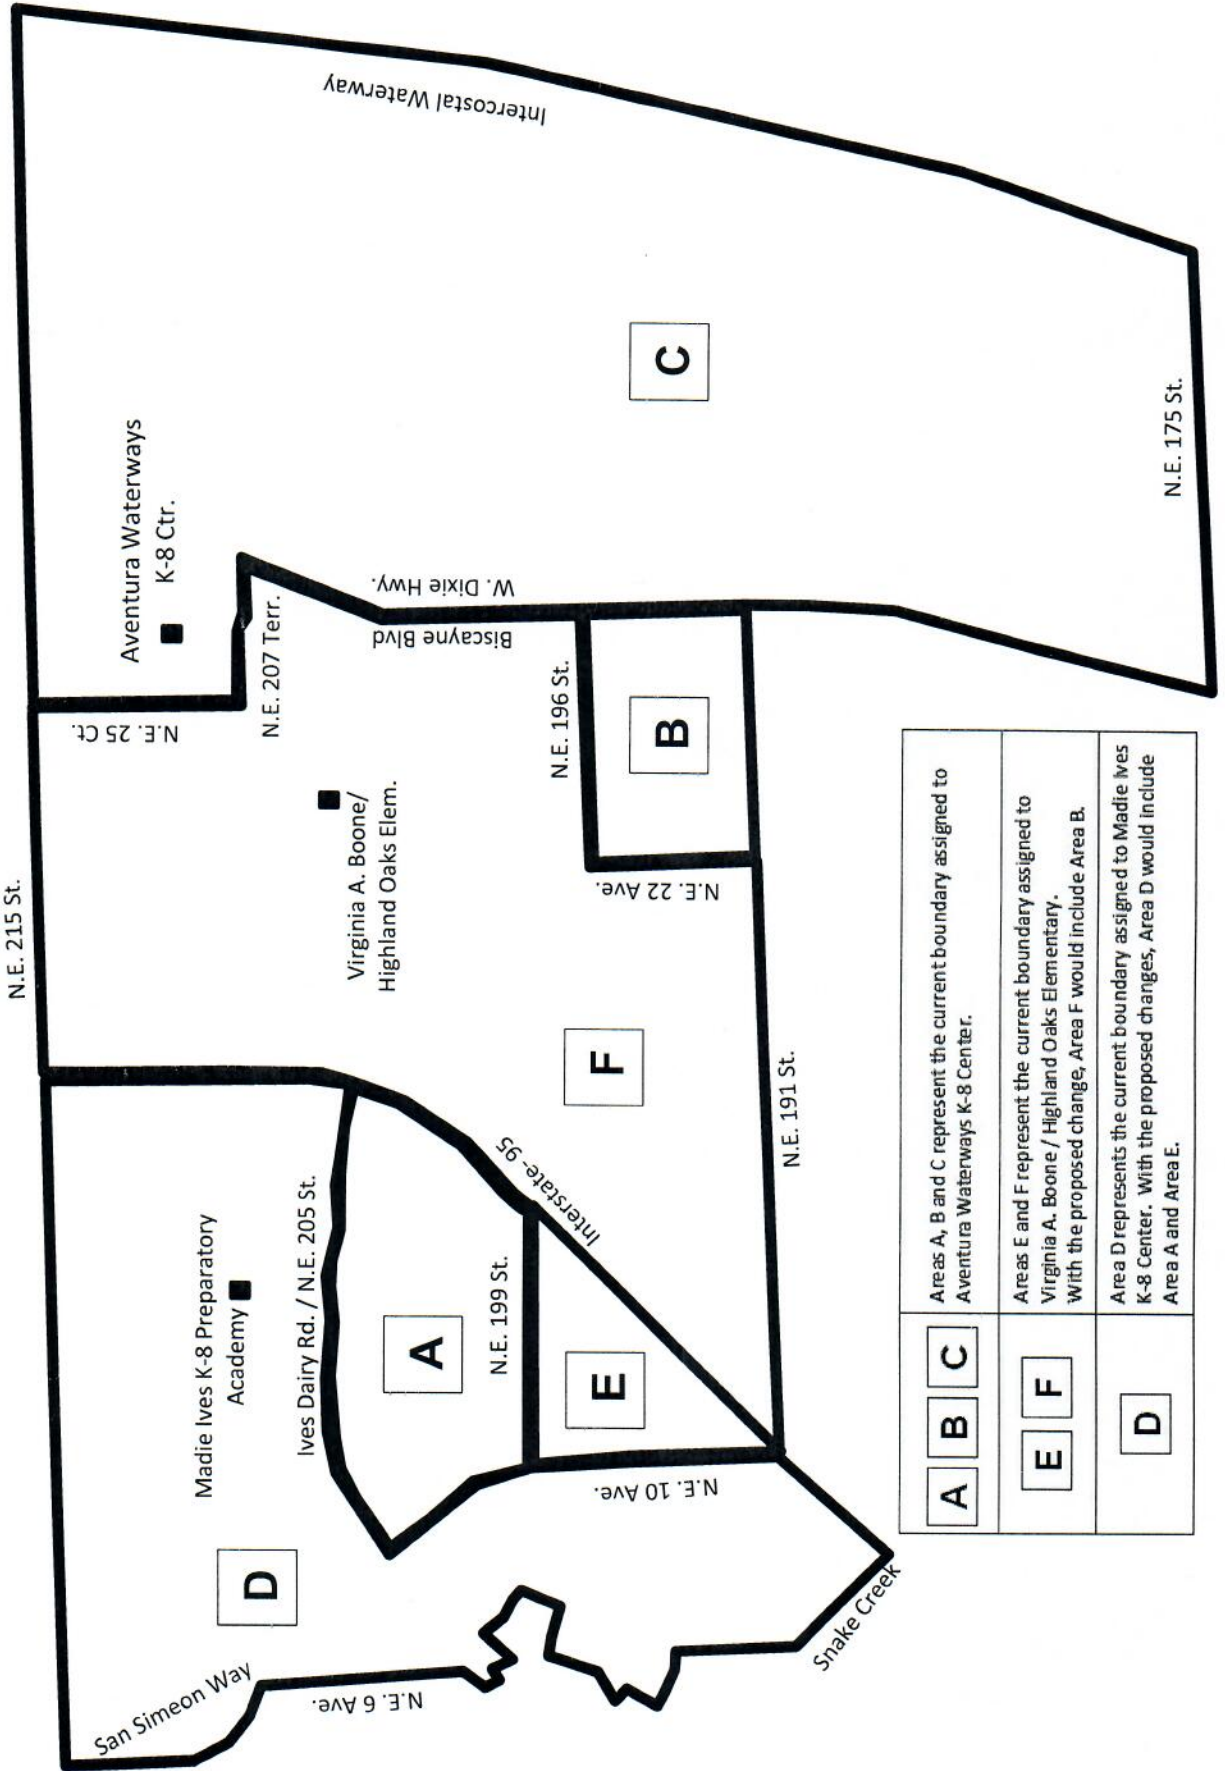 N.E. 215 St.
San Simeon Way
N.E. 6 Ave.
Madie Ives K-8 Preparatory
Academy
D
Ives Dairy Rd. / N.E. 205 St.
A
N.E. 199 St.
E
N.E. 10 Ave.
Snake Creek
Interstate- 95
F
N.E. 191 St.
Virginia A. Boone/
Highland Oaks Elem.
N.E. 25 Ct.
N.E. 207 Terr.
Aventura Waterways
K-8 Ctr.
Biscayne Blvd
W. Dixie Hwy.
N.E. 196 St.
B
N.E. 22 Ave.
C
Intercostal Waterway
N.E. 175 St.
A B C
Areas A, B and C represent the current boundary assigned to
Aventura Waterways K-8 Center.
E F
Areas E and F represent the current boundary assigned to
Virginia A. Boone / Highland Oaks Elementary.
With the proposed change, Area F would include Area B.
D
Area D represents the current boundary assigned to Madie Ives
K-8 Center. With the proposed changes, Area D would include
Area A and Area E.